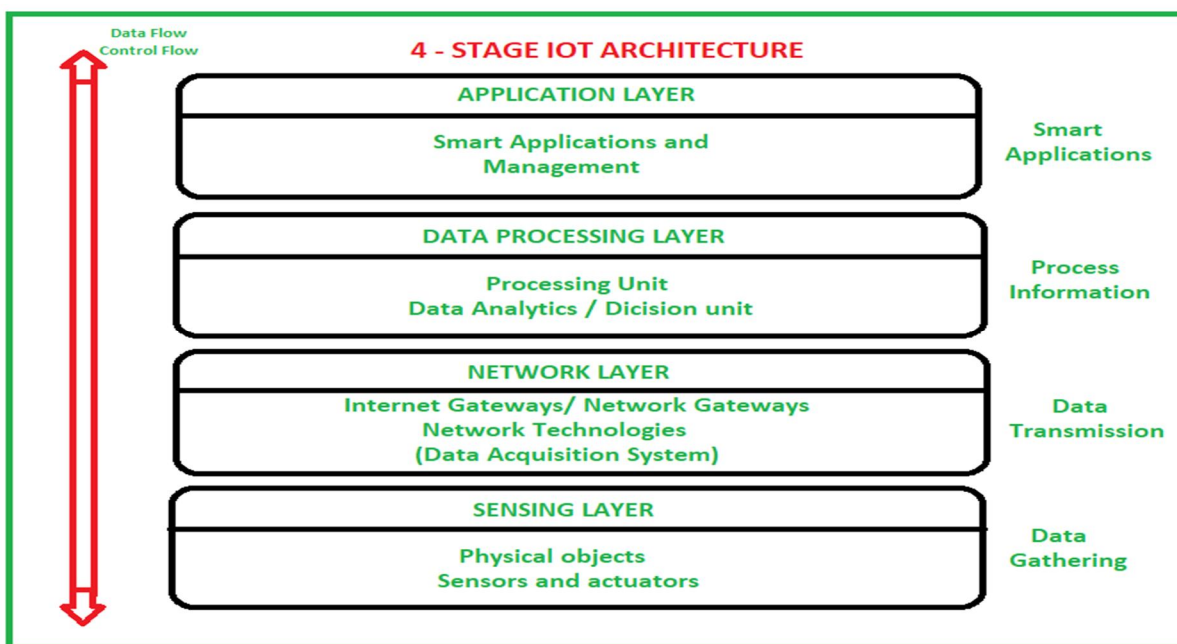 Data Flow
Control Flow
4 - STAGE IOT ARCHITECTURE
APPLICATION LAYER
Smart Applications and
Management
Smart
Applications
DATA PROCESSING LAYER
Processing Unit
Data Analytics / Dicision unit
Process
Information
NETWORK LAYER
Internet Gateways/ Network Gateways
Network Technologies
(Data Acquisition System)
Data
Transmission
SENSING LAYER
Physical objects
Sensors and actuators
Data
Gathering